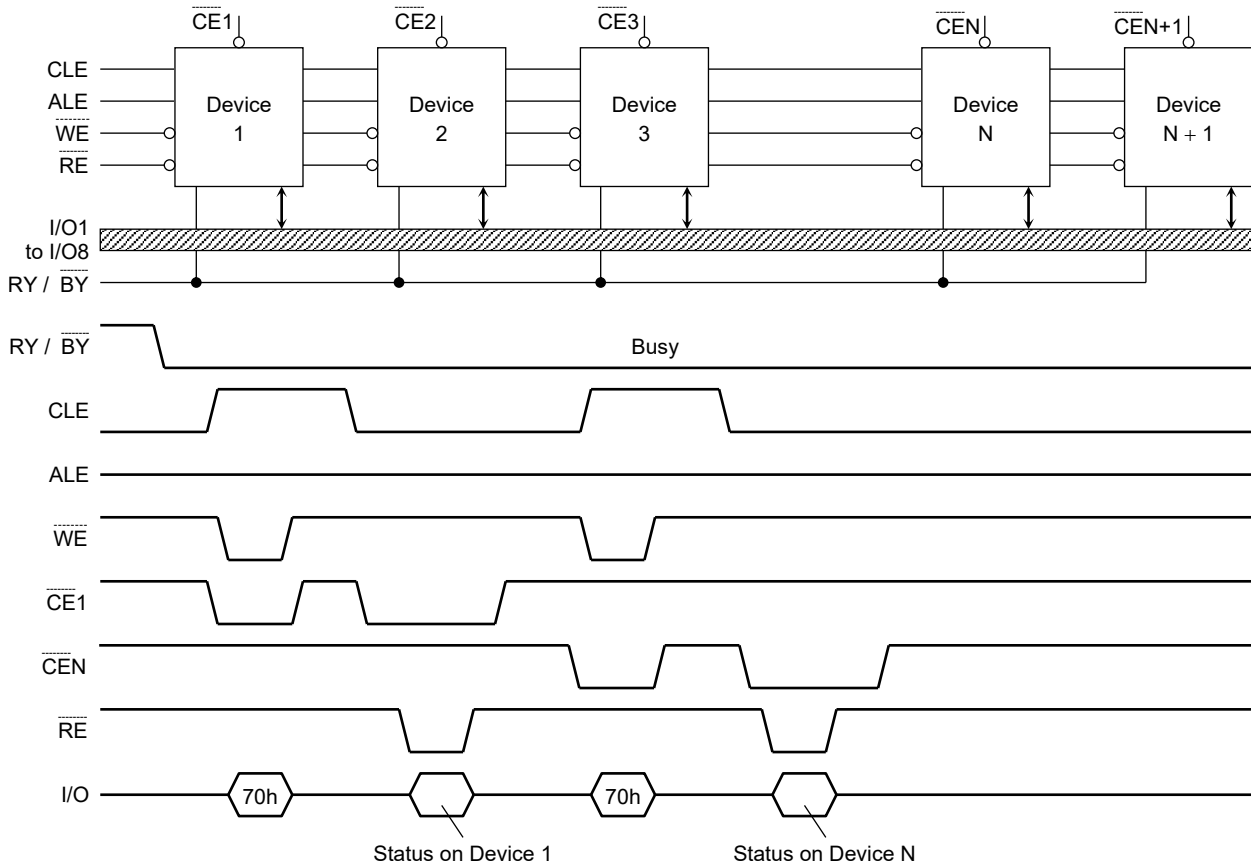 CE1 CE2 CE3 CEN CEN+1
CLE
ALE
WE
RE
Device 1
Device 2
Device 3
Device N
Device N + 1
I/O1 to I/O8
RY / BY
RY / BY
Busy
CLE
ALE
WE
CE1
CEN
RE
I/O
70h
70h
Status on Device 1
Status on Device N